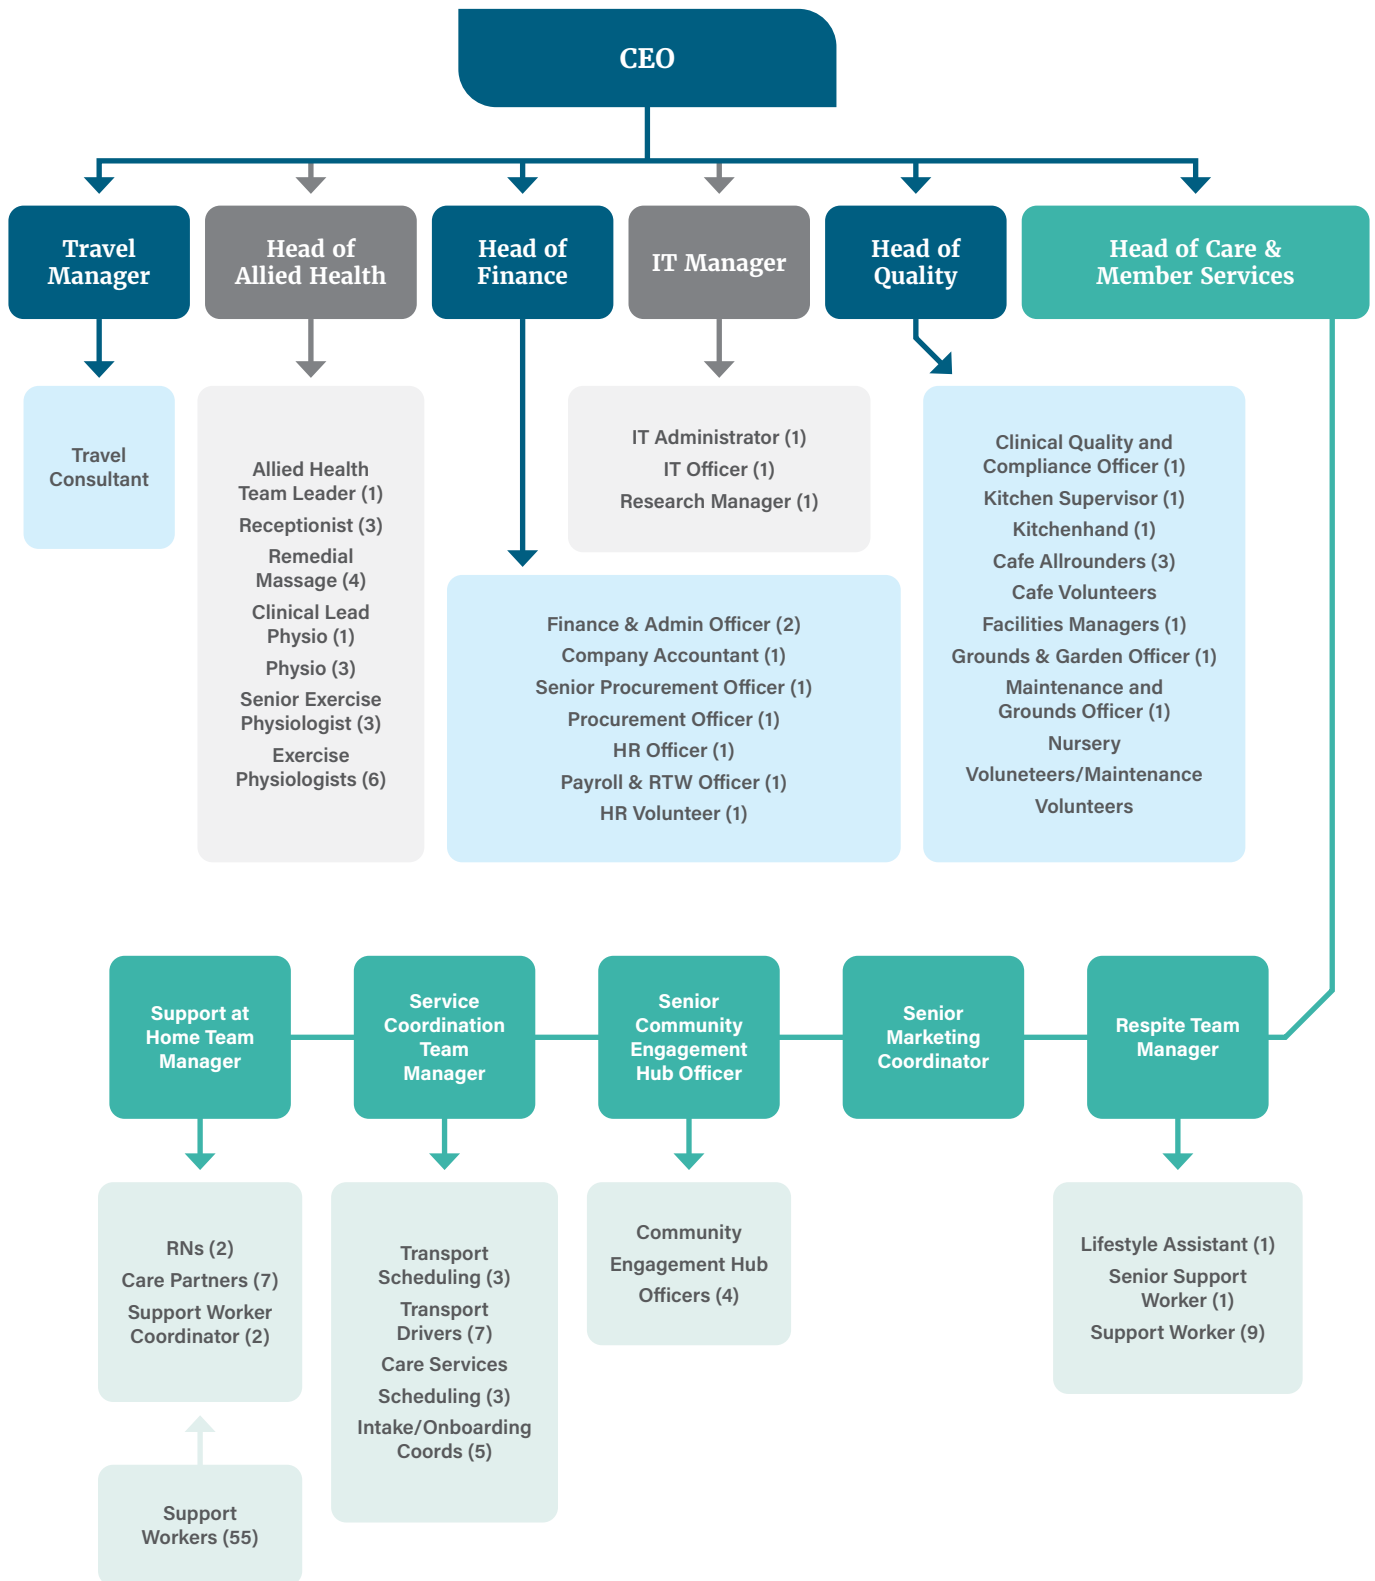 CEO
Travel
Manager
Head of
Allied Health
Head of
Finance
IT Manager
Head of
Quality
Head of Care &
Member Services
Travel
Consultant
Allied Health
Team Leader (1)
Receptionist (3)
Remedial
Massage (4)
Clinical Lead
Physio (1)
Physio (3)
Senior Exercise
Physiologist (3)
Exercise
Physiologists (6)
Finance & Admin Officer (2)
Company Accountant (1)
Senior Procurement Officer (1)
Procurement Officer (1)
HR Officer (1)
Payroll & RTW Officer (1)
HR Volunteer (1)
IT Administrator (1)
IT Officer (1)
Research Manager (1)
Clinical Quality and
Compliance Officer (1)
Kitchen Supervisor (1)
Kitchenhand (1)
Cafe Allrounders (3)
Cafe Volunteers
Facilities Managers (1)
Grounds & Garden Officer (1)
Maintenance and
Grounds Officer (1)
Nursery
Voluneteers/Maintenance
Volunteers
Support at
Home Team
Manager
Service
Coordination
Team
Manager
Senior
Community
Engagement
Hub Officer
Senior
Marketing
Coordinator
Respite Team
Manager
RNs (2)
Care Partners (7)
Support Worker
Coordinator (2)
Support
Workers (55)
Transport
Scheduling (3)
Transport
Drivers (7)
Care Services
Scheduling (3)
Intake/Onboarding
Coords (5)
Community
Engagement Hub
Officers (4)
Lifestyle Assistant (1)
Senior Support
Worker (1)
Support Worker (9)